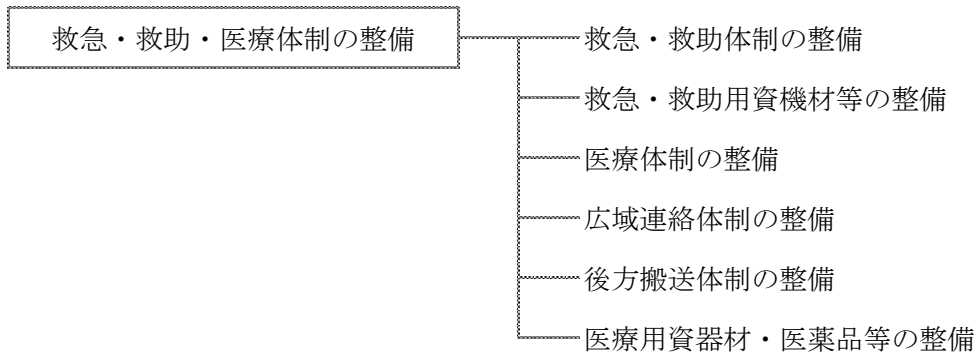 救急・救助・医療体制の整備
救急・救助体制の整備
救急・救助用資機材等の整備
医療体制の整備
広域連絡体制の整備
後方搬送体制の整備
医療用資器材・医薬品等の整備